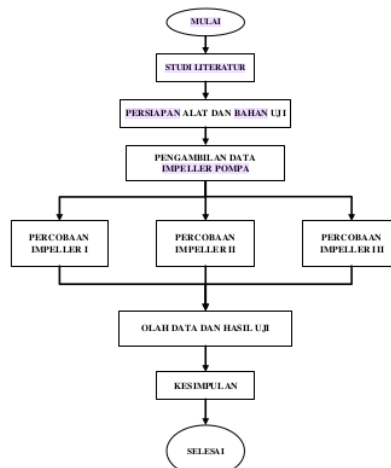 MULAI
STUDI LITERATUR
PERSIAPAN ALAT DAN BAHAN UJI
PENGAMBILAN DATA
IMPELLER POMPA
PERCOBAAN
IMPELLER I
PERCOBAAN
IMPELLER II
PERCOBAAN
IMPELLER III
OLAH DATA DAN HASIL UJI
KESIMPULAN
SELESAI